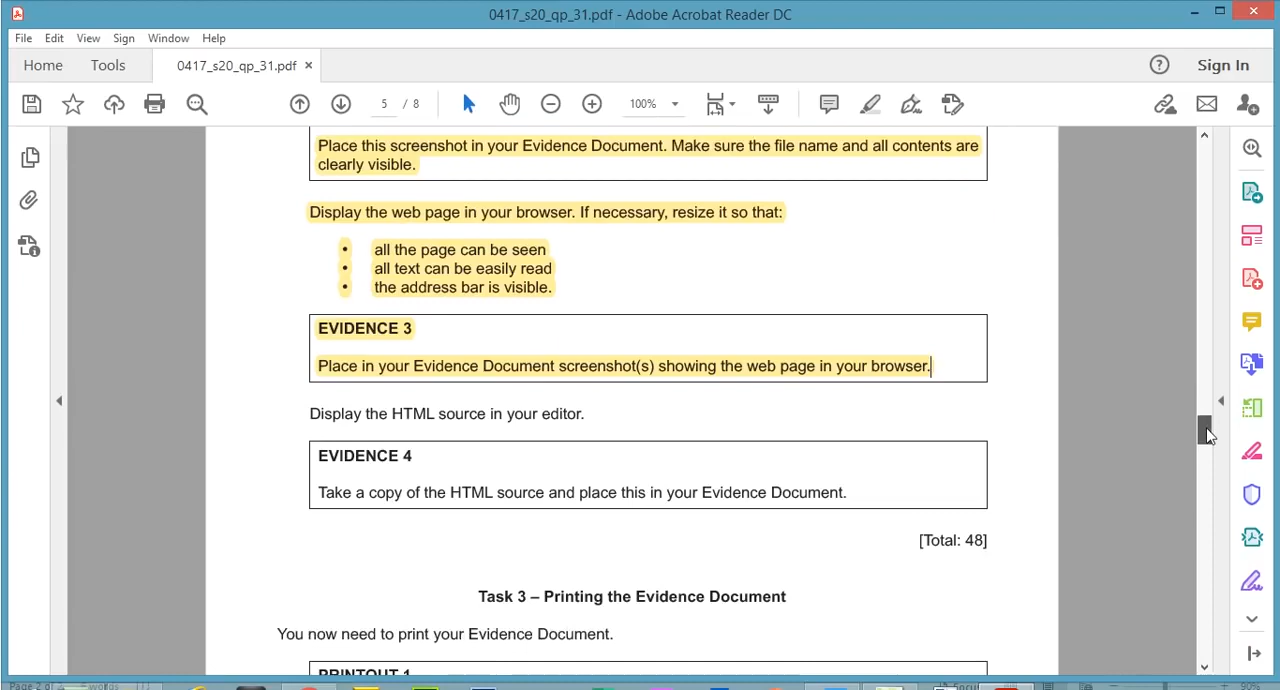 0417_s20_qp_31.pdf - Adobe Acrobat Reader DC
File Edit View Sign Window Help
Home Tools 0417_s20_qp_31.pdf × Sign In
5 / 8 100%
Place this screenshot in your Evidence Document. Make sure the file name and all contents are
clearly visible.
Display the web page in your browser. If necessary, resize it so that:
• all the page can be seen
• all text can be easily read
• the address bar is visible.
EVIDENCE 3
Place in your Evidence Document screenshot(s) showing the web page in your browser.
Display the HTML source in your editor.
EVIDENCE 4
Take a copy of the HTML source and place this in your Evidence Document.
[Total: 48]
Task 3 – Printing the Evidence Document
You now need to print your Evidence Document.
PRINTOUT 1